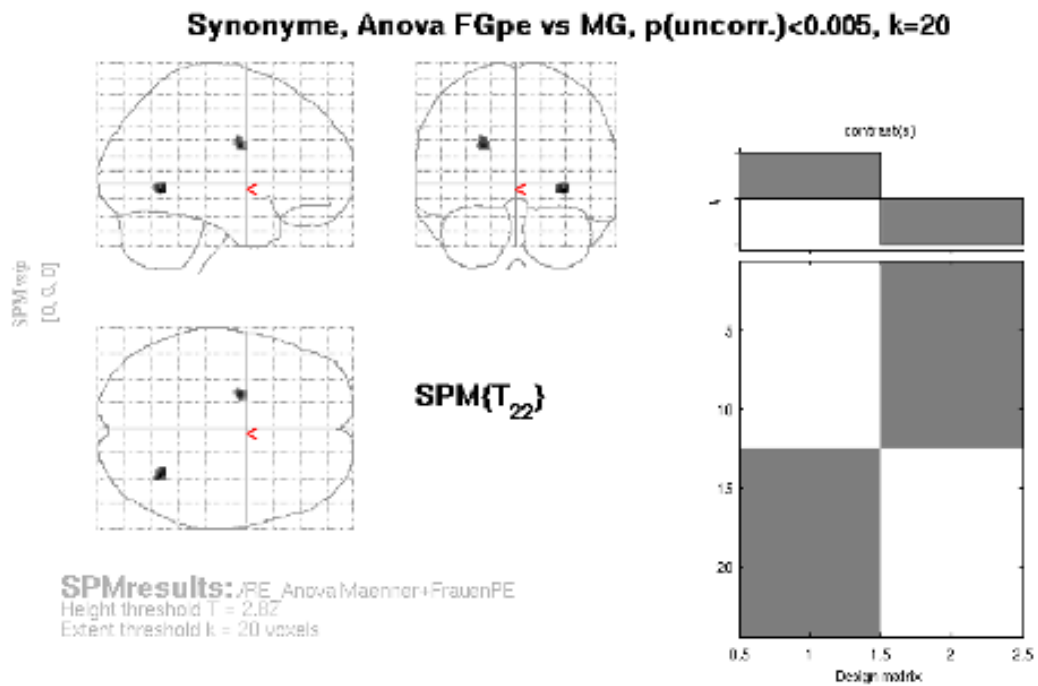 Synonyme, Anova FGpe vs MG, p(uncorr.)<0.005, k=20
contrast(s)
SPMmip
[0, 0, 0]
<
<
<
SPM{T22}
5
10
15
20
0.5 1 1.5 2 2.5
Design matrix
SPMresults: ./RE_AnovaMaenner+FrauenPE
Height threshold T = 2.82
Extent threshold k = 20 voxels